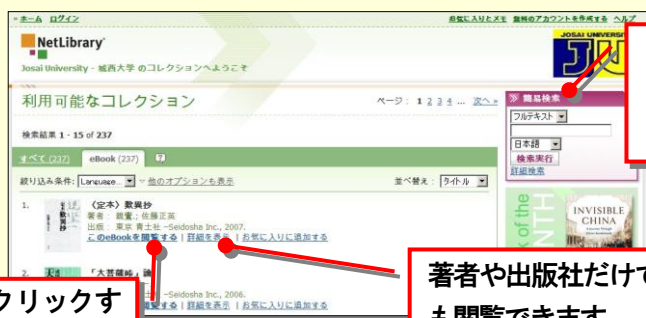 ホーム ログイン
お気に入りとメモ 無料のアカウントを作成する ヘルプ
NetLibrary
JOSAI UNIVERSITY
JU
Josai University - 城西大学 のコレクションへようこそ
利用可能なコレクション
ページ: 1 2 3 4 ... 次へ »
検索結果 1 - 15 of 237
すべて (237) eBook (237) ?
絞り込み条件: Language... 他のオプションも表示
並べ替え: タイトル
1. 〈定本〉歎異抄
著者: 親鸞; 佐藤正英
出版: 東京 青土社 -Seidosha Inc., 2007.
このeBookを閲覧する | 詳細を表示 | お気に入りに追加する
2. 「大菩薩峠」論
-Seidosha Inc., 2006.
閲覧する | 詳細を表示 | お気に入りに追加する
簡易検索
フルテキスト
日本語
検索実行
詳細検索
INVISIBLE
CHINA
クリックす
著者や出版社だけで
も閲覧できます